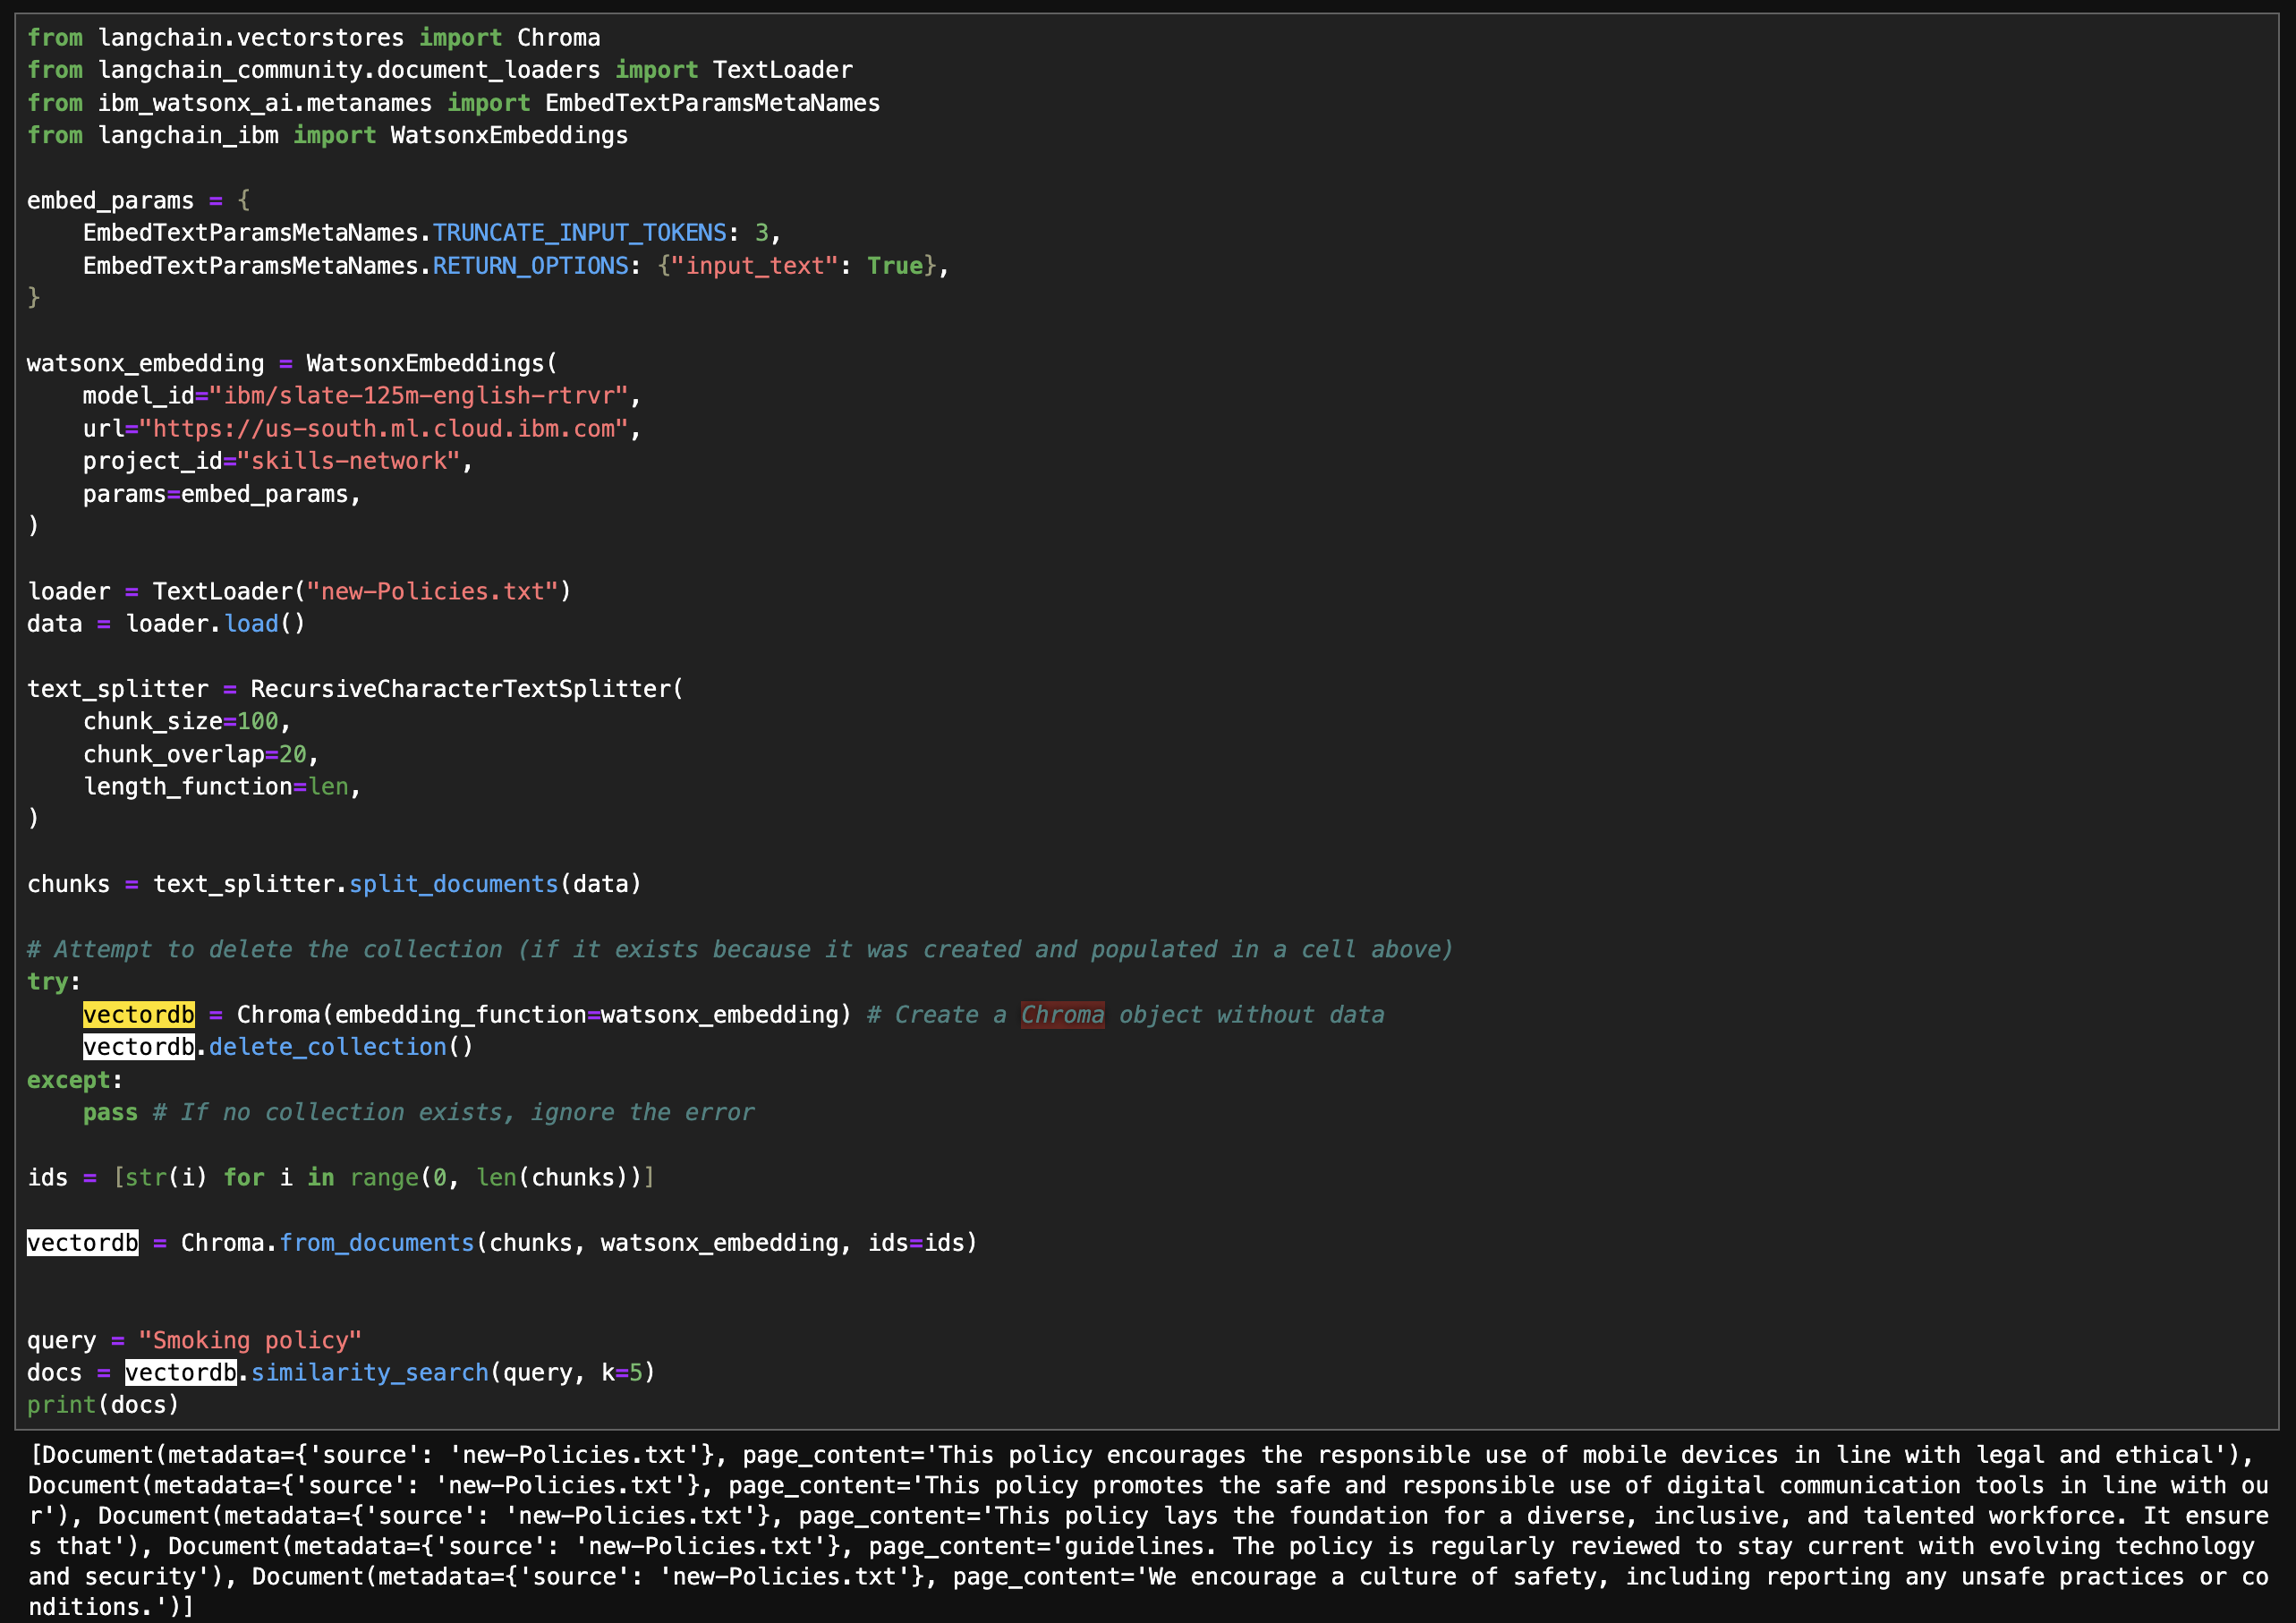 from langchain.vectorstores import Chroma
from langchain_community.document_loaders import TextLoader
from ibm_watsonx_ai.metanames import EmbedTextParamsMetaNames
from langchain_ibm import WatsonxEmbeddings

embed_params = {
    EmbedTextParamsMetaNames.TRUNCATE_INPUT_TOKENS: 3,
    EmbedTextParamsMetaNames.RETURN_OPTIONS: {"input_text": True},
}

watsonx_embedding = WatsonxEmbeddings(
    model_id="ibm/slate-125m-english-rtrvr",
    url="https://us-south.ml.cloud.ibm.com",
    project_id="skills-network",
    params=embed_params,
)

loader = TextLoader("new-Policies.txt")
data = loader.load()

text_splitter = RecursiveCharacterTextSplitter(
    chunk_size=100,
    chunk_overlap=20,
    length_function=len,
)

chunks = text_splitter.split_documents(data)

# Attempt to delete the collection (if it exists because it was created and populated in a cell above)
try:
    vectordb = Chroma(embedding_function=watsonx_embedding) # Create a Chroma object without data
    vectordb.delete_collection()
except:
    pass # If no collection exists, ignore the error

ids = [str(i) for i in range(0, len(chunks))]

vectordb = Chroma.from_documents(chunks, watsonx_embedding, ids=ids)


query = "Smoking policy"
docs = vectordb.similarity_search(query, k=5)
print(docs)
[Document(metadata={'source': 'new-Policies.txt'}, page_content='This policy encourages the responsible use of mobile devices in line with legal and ethical'),
Document(metadata={'source': 'new-Policies.txt'}, page_content='This policy promotes the safe and responsible use of digital communication tools in line with ou
r'), Document(metadata={'source': 'new-Policies.txt'}, page_content='This policy lays the foundation for a diverse, inclusive, and talented workforce. It ensure
s that'), Document(metadata={'source': 'new-Policies.txt'}, page_content='guidelines. The policy is regularly reviewed to stay current with evolving technology
and security'), Document(metadata={'source': 'new-Policies.txt'}, page_content='We encourage a culture of safety, including reporting any unsafe practices or co
nditions.')]